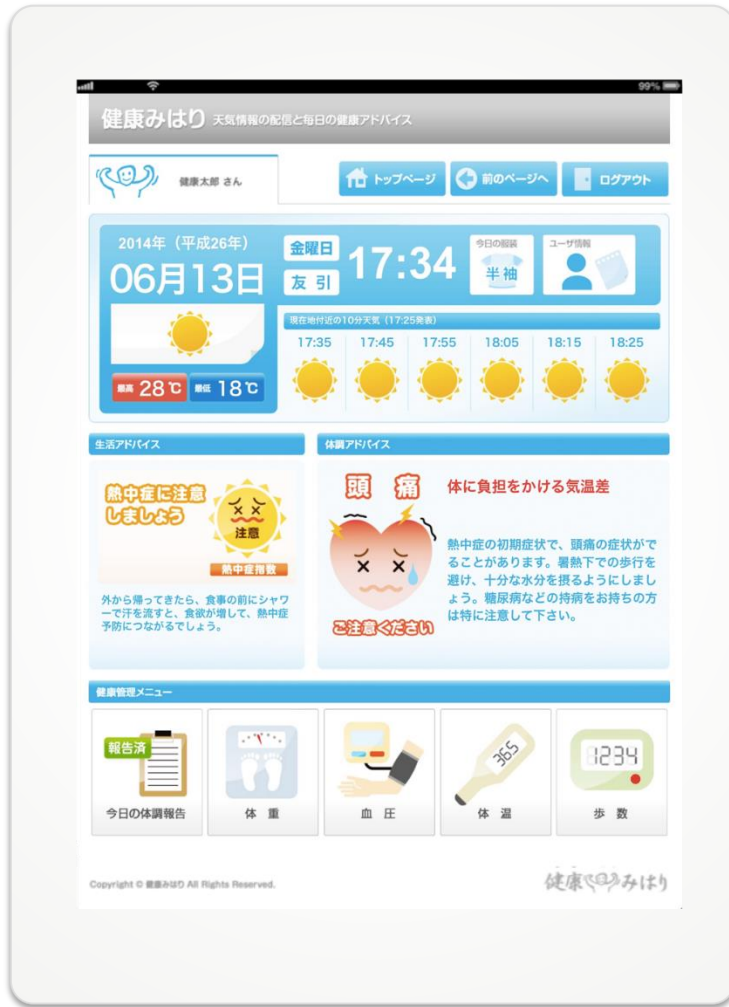 99%
健康みはり 天気情報の配信と毎日の健康アドバイス
健康太郎 さん
トップページ
前のページへ
ログアウト
2014年（平成26年）
06月13日
金曜日
友 引
17:34
今日の服装
半袖
ユーザ情報
現在地付近の10分天気（17:25発表）
17:35 17:45 17:55 18:05 18:15 18:25
最高 28℃ 最低 18℃
生活アドバイス
熱中症に注意
しましょう
注意
熱中症指数
外から帰ってきたら、食事の前にシャワ
ーで汗を流すと、食欲が増して、熱中症
予防につながるでしょう。
体調アドバイス
頭 痛
ご注意ください
体に負担をかける気温差
熱中症の初期症状で、頭痛の症状がで
ることがあります。暑熱下での歩行を
避け、十分な水分を摂るようにしまし
ょう。糖尿病などの持病をお持ちの方
は特に注意して下さい。
健康管理メニュー
報告済
今日の体調報告
体 重
血 圧
36.5
体 温
1234
歩 数
Copyright © 健康みはり All Rights Reserved.
健康みはり